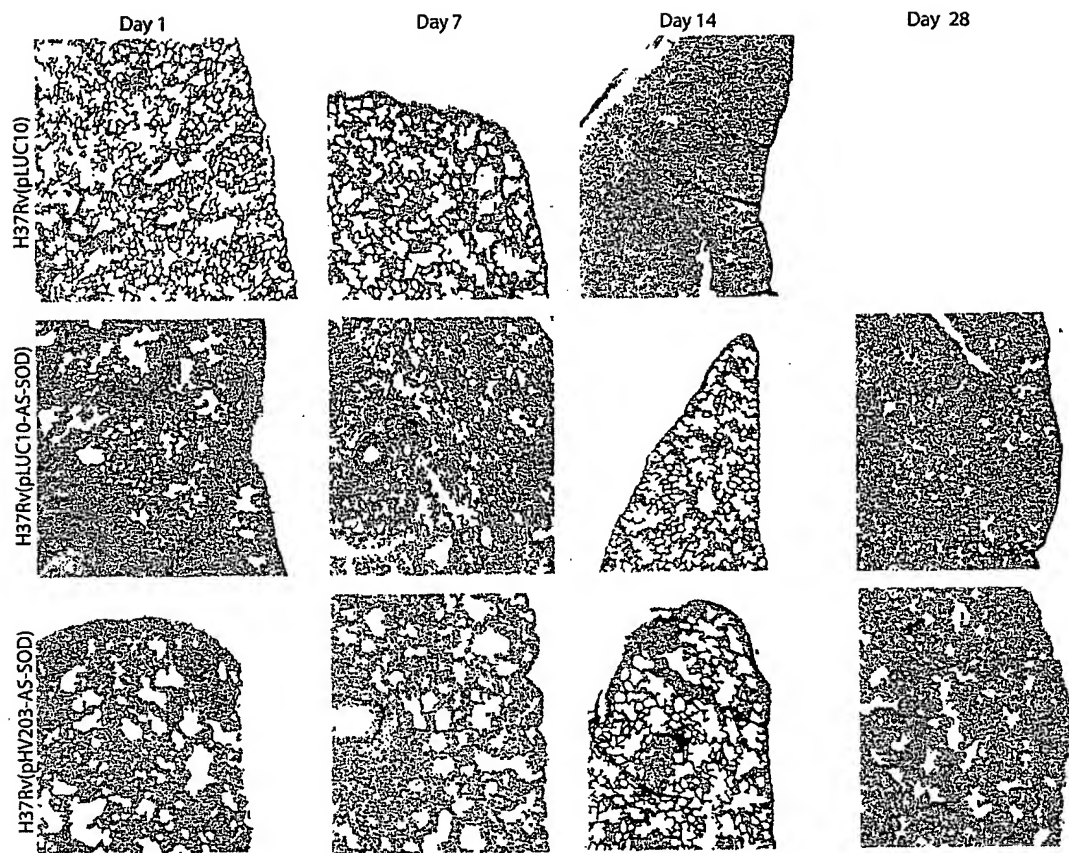 Day 1
Day 7
Day 14
Day 28
H37Rv(pLUC10)
H37Rv(pLUC10-AS-SOD)
H37Rv(pHV203-AS-SOD)